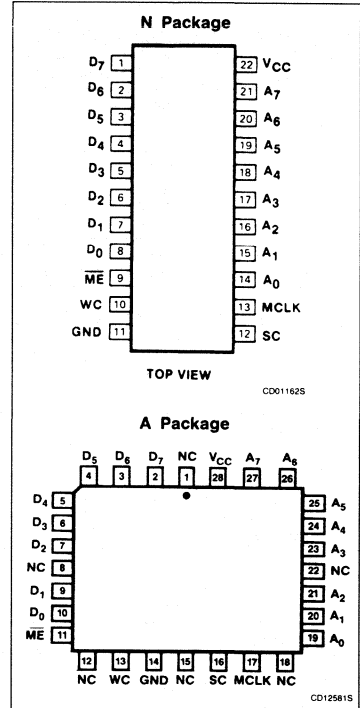 N Package
D7 1 22 VCC
D6 2 21 A7
D5 3 20 A6
D4 4 19 A5
D3 5 18 A4
D2 6 17 A3
D1 7 16 A2
D0 8 15 A1
M̅E̅ 9 14 A0
WC 10 13 MCLK
GND 11 12 SC
TOP VIEW
CD01162S
A Package
D5 D6 D7 NC VCC A7 A6
4 3 2 1 28 27 26
D4 5 25 A5
D3 6 24 A4
D2 7 23 A3
NC 8 22 NC
D1 9 21 A2
D0 10 20 A1
M̅E̅ 11 19 A0
12 13 14 15 16 17 18
NC WC GND NC SC MCLK NC
CD12581S